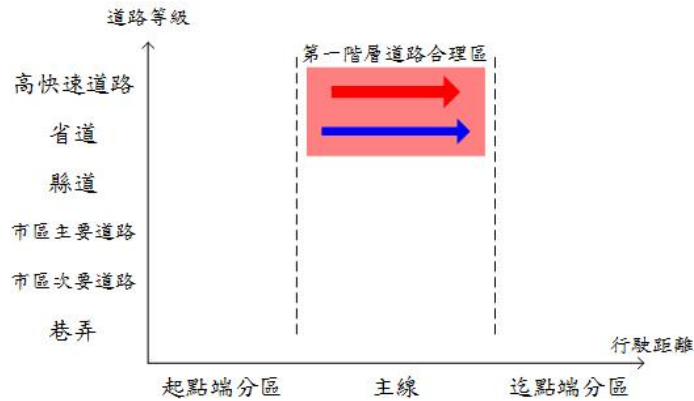 道路等級
第一階層道路合理區
高快速道路
省道
縣道
市區主要道路
市區次要道路
巷弄
行駛距離
起點端分區
主線
迄點端分區